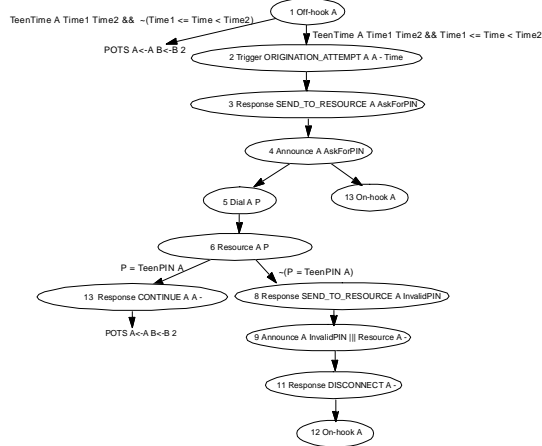 1 Off-hook A
TeenTime A Time1 Time2 && ~(Time1 <= Time < Time2)
TeenTime A Time1 Time2 && Time1 <= Time < Time2
POTS A<-A B<-B 2
2 Trigger ORIGINATION_ATTEMPT A A - Time
3 Response SEND_TO_RESOURCE A AskForPIN
4 Announce A AskForPIN
5 Dial A P
13 On-hook A
6 Resource A P
P = TeenPIN A
~(P = TeenPIN A)
13 Response CONTINUE A A -
8 Response SEND_TO_RESOURCE A InvalidPIN
POTS A<-A B<-B 2
9 Announce A InvalidPIN ||| Resource A -
11 Response DISCONNECT A -
12 On-hook A